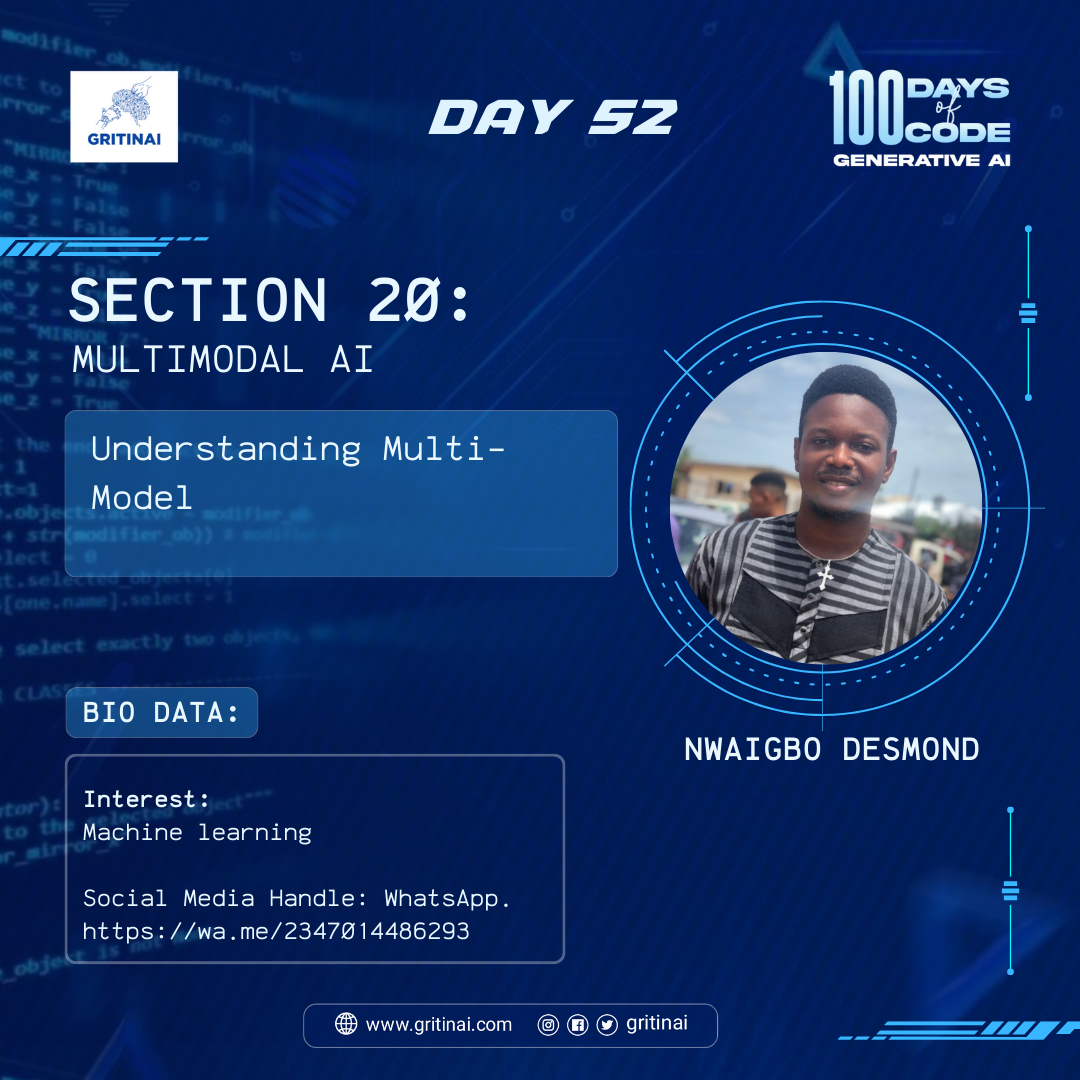 GRITINAI
DAY 52
100 DAYS
of
CODE
GENERATIVE AI
SECTION 20:
MULTIMODAL AI
Understanding Multi-
Model
NWAIGBO DESMOND
BIO DATA:
Interest:
Machine learning
Social Media Handle: WhatsApp.
https://wa.me/2347014486293
www.gritinai.com
gritinai